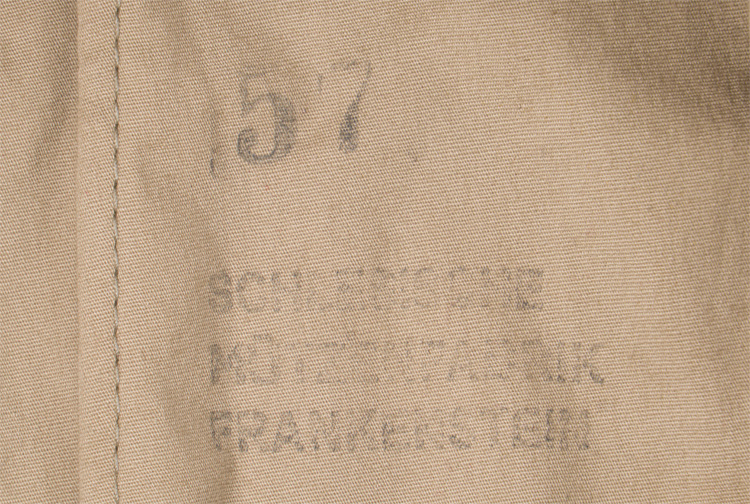 57
SCHLESISCHE
MÜTZENFABRIK
FRANKENSTEIN